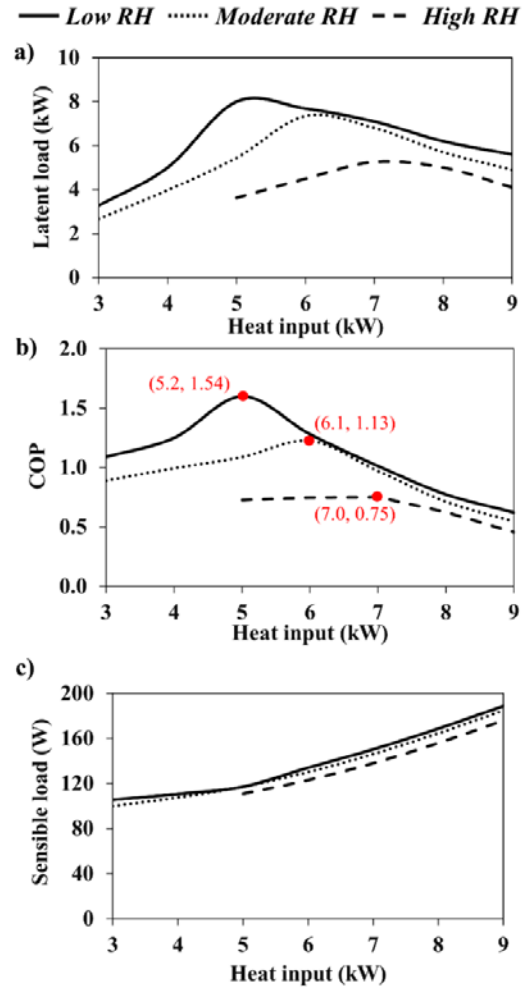 Low RH Moderate RH High RH
a)
10
8
6
4
2
0
Latent load (kW)
3 4 5 6 7 8 9
Heat input (kW)
b)
2.0
1.5
1.0
0.5
0.0
COP
(5.2, 1.54)
(6.1, 1.13)
(7.0, 0.75)
3 4 5 6 7 8 9
Heat input (kW)
c)
200
160
120
80
40
0
Sensible load (W)
3 4 5 6 7 8 9
Heat input (kW)